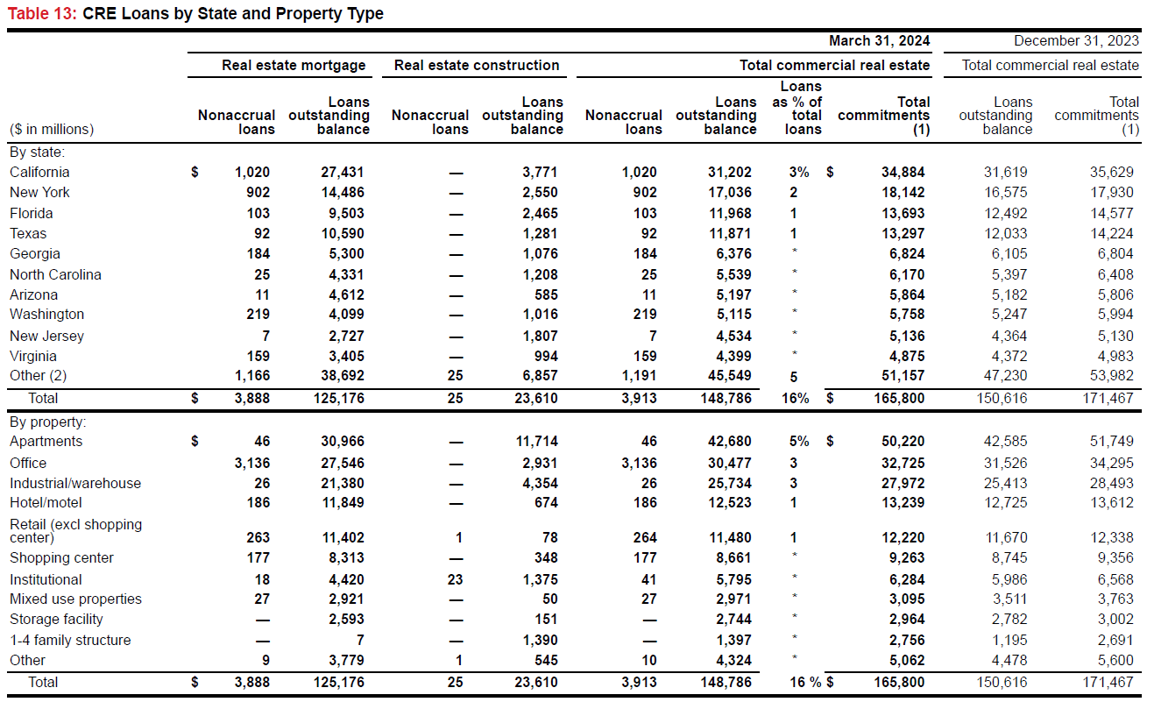 Table 13: CRE Loans by State and Property Type
March 31, 2024 December 31, 2023
Real estate mortgage Real estate construction Total commercial real estate Total commercial real estate
($ in millions) Nonaccrual loans Loans outstanding balance Nonaccrual loans Loans outstanding balance Nonaccrual loans Loans outstanding balance Loans as % of total loans Total commitments (1) Loans outstanding balance Total commitments (1)
By state:
California $ 1,020 27,431 — 3,771 1,020 31,202 3% $ 34,884 31,619 35,629
New York 902 14,486 — 2,550 902 17,036 2 18,142 16,575 17,930
Florida 103 9,503 — 2,465 103 11,968 1 13,693 12,492 14,577
Texas 92 10,590 — 1,281 92 11,871 1 13,297 12,033 14,224
Georgia 184 5,300 — 1,076 184 6,376 * 6,824 6,105 6,804
North Carolina 25 4,331 — 1,208 25 5,539 * 6,170 5,397 6,408
Arizona 11 4,612 — 585 11 5,197 * 5,864 5,182 5,806
Washington 219 4,099 — 1,016 219 5,115 * 5,758 5,247 5,994
New Jersey 7 2,727 — 1,807 7 4,534 * 5,136 4,364 5,130
Virginia 159 3,405 — 994 159 4,399 * 4,875 4,372 4,983
Other (2) 1,166 38,692 25 6,857 1,191 45,549 5 51,157 47,230 53,982
Total $ 3,888 125,176 25 23,610 3,913 148,786 16% $ 165,800 150,616 171,467
By property:
Apartments $ 46 30,966 — 11,714 46 42,680 5% $ 50,220 42,585 51,749
Office 3,136 27,546 — 2,931 3,136 30,477 3 32,725 31,526 34,295
Industrial/warehouse 26 21,380 — 4,354 26 25,734 3 27,972 25,413 28,493
Hotel/motel 186 11,849 — 674 186 12,523 1 13,239 12,725 13,612
Retail (excl shopping
center) 263 11,402 1 78 264 11,480 1 12,220 11,670 12,338
Shopping center 177 8,313 — 348 177 8,661 * 9,263 8,745 9,356
Institutional 18 4,420 23 1,375 41 5,795 * 6,284 5,986 6,568
Mixed use properties 27 2,921 — 50 27 2,971 * 3,095 3,511 3,763
Storage facility — 2,593 — 151 — 2,744 * 2,964 2,782 3,002
1-4 family structure — 7 — 1,390 — 1,397 * 2,756 1,195 2,691
Other 9 3,779 1 545 10 4,324 * 5,062 4,478 5,600
Total $ 3,888 125,176 25 23,610 3,913 148,786 16 % $ 165,800 150,616 171,467